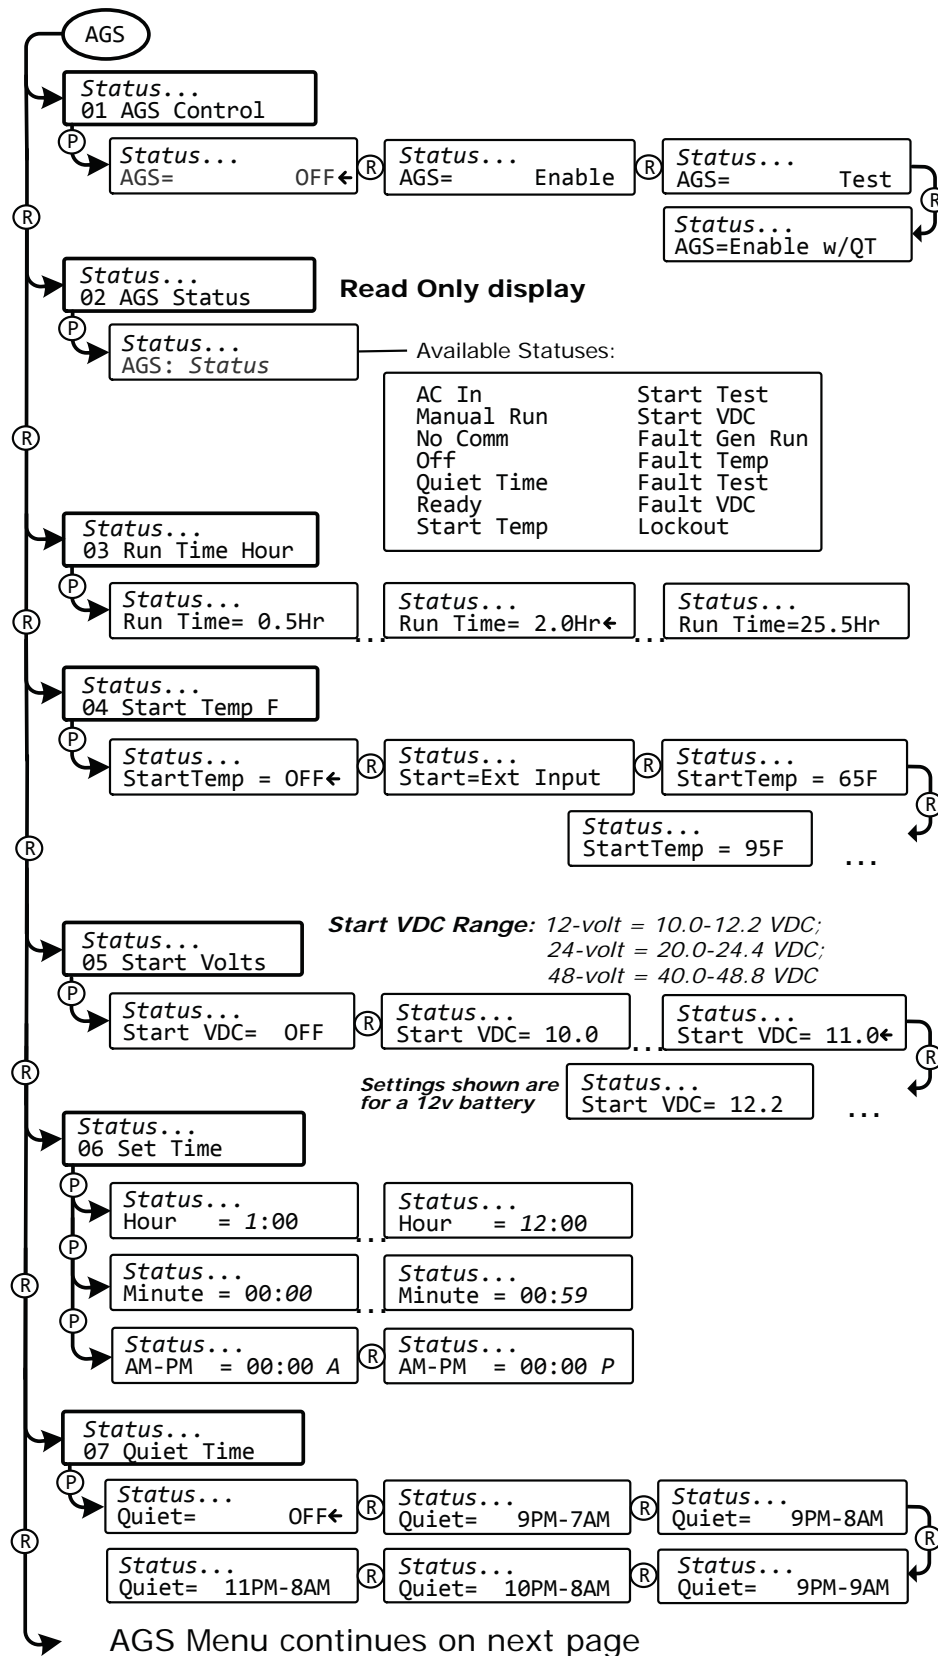 AGS
Status...
01 AGS Control
P
Status...
AGS= OFF←
R
Status...
AGS= Enable
R
Status...
AGS= Test
R
Status...
AGS=Enable w/QT
R
Status...
02 AGS Status
Read Only display
P
Status...
AGS: Status
Available Statuses:
AC In Start Test
Manual Run Start VDC
No Comm Fault Gen Run
Off Fault Temp
Quiet Time Fault Test
Ready Fault VDC
Start Temp Lockout
R
Status...
03 Run Time Hour
P
Status...
Run Time= 0.5Hr
...
Status...
Run Time= 2.0Hr←
...
Status...
Run Time=25.5Hr
R
Status...
04 Start Temp F
P
Status...
StartTemp = OFF←
R
Status...
Start=Ext Input
R
Status...
StartTemp = 65F
R
Status...
StartTemp = 95F
...
R
Start VDC Range: 12-volt = 10.0-12.2 VDC;
24-volt = 20.0-24.4 VDC;
48-volt = 40.0-48.8 VDC
Status...
05 Start Volts
P
Status...
Start VDC= OFF
R
Status...
Start VDC= 10.0
...
Status...
Start VDC= 11.0←
R
Settings shown are
for a 12v battery
Status...
Start VDC= 12.2
...
R
Status...
06 Set Time
P
Status...
Hour = 1:00
...
Status...
Hour = 12:00
P
Status...
Minute = 00:00
...
Status...
Minute = 00:59
R
P
Status...
AM-PM = 00:00 A
R
Status...
AM-PM = 00:00 P
Status...
07 Quiet Time
P
Status...
Quiet= OFF←
R
Status...
Quiet= 9PM-7AM
R
Status...
Quiet= 9PM-8AM
R
R
Status...
Quiet= 11PM-8AM
R
Status...
Quiet= 10PM-8AM
R
Status...
Quiet= 9PM-9AM
AGS Menu continues on next page